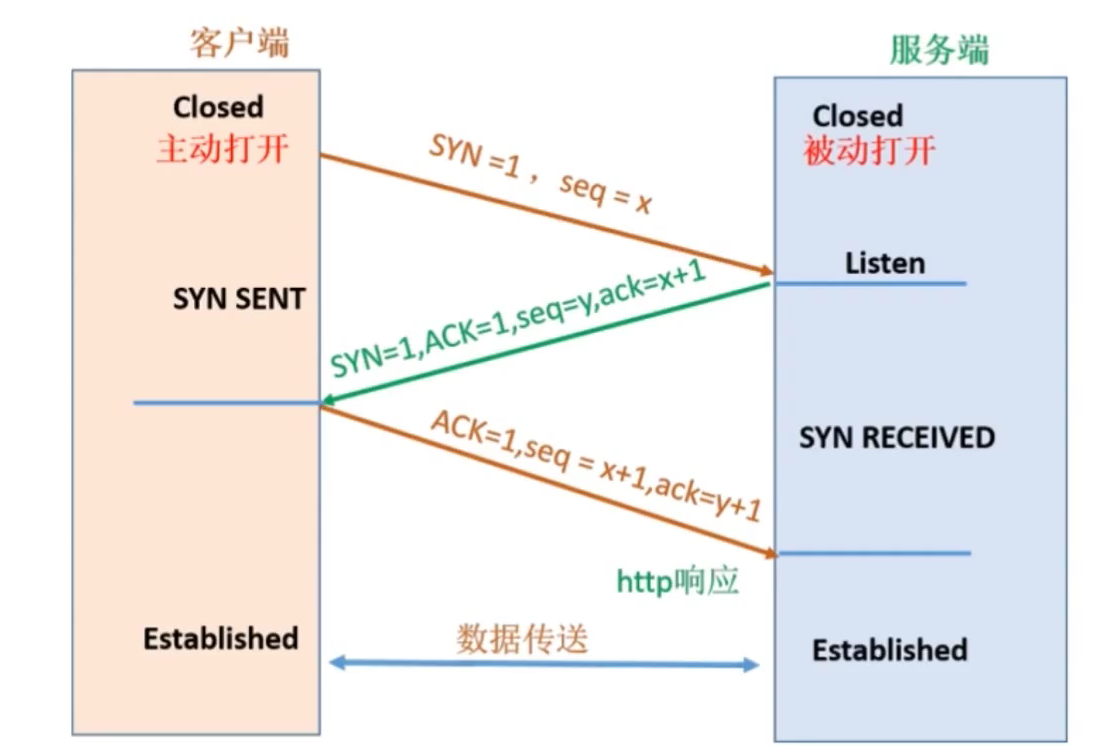 客户端
服务端
Closed
主动打开
Closed
被动打开
SYN =1 ，seq = x
Listen
SYN SENT
SYN=1,ACK=1,seq=y,ack=x+1
ACK=1,seq = x+1,ack=y+1
SYN RECEIVED
http响应
Established
数据传送
Established